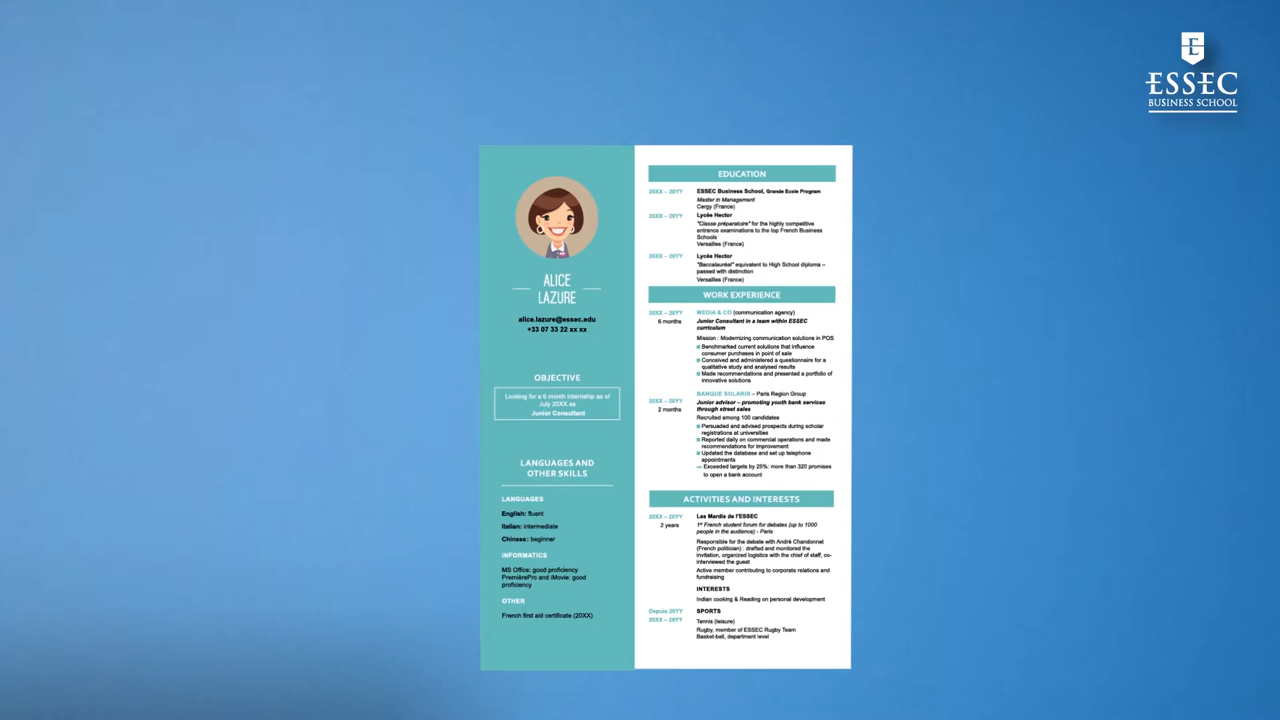 E
ESSEC
BUSINESS SCHOOL
ALICE
LAZURE
alice.lazure@essec.edu
+33 07 33 22 xx xx
OBJECTIVE
Looking for a 6 month internship as of
July 20XX as
Junior Consultant
LANGUAGES AND
OTHER SKILLS
LANGUAGES
English: fluent
Italian: intermediate
Chinese: beginner
INFORMATICS
MS Office: good proficiency
PremièrePro and iMovie: good
proficiency
OTHER
French first aid certificate (20XX)
EDUCATION
20XX – 20YY ESSEC Business School, Grande Ecole Program
Master in Management
Cergy (France)
20XX – 20YY Lycée Hector
"Classe préparatoire" for the highly competitive
entrance examinations to the top French Business
Schools
Versailles (France)
20XX – 20YY Lycée Hector
"Baccalauréat" equivalent to High School diploma –
passed with distinction
Versailles (France)
WORK EXPERIENCE
20XX – 20YY MEDIA & CO (communication agency)
6 months Junior Consultant in a team within ESSEC
curriculum
Mission : Modernizing communication solutions in POS
Benchmarked current solutions that influence
consumer purchases in point of sale
Conceived and administered a questionnaire for a
qualitative study and analysed results
Made recommendations and presented a portfolio of
innovative solutions
BANQUE SOLARIS – Paris Region Group
20XX – 20YY Junior advisor – promoting youth bank services
2 months through street sales
Recruited among 100 candidates
Persuaded and advised prospects during scholar
registrations at universities
Reported daily on commercial operations and made
recommendations for improvement
Updated the database and set up telephone
appointments
— Exceeded targets by 25%: more than 320 promises
to open a bank account
ACTIVITIES AND INTERESTS
20XX – 20YY Les Mardis de l'ESSEC
2 years 1st French student forum for debates (up to 1000
people in the audience) - Paris
Responsible for the debate with André Chandonnet
(French politician) : drafted and monitored the
invitation, organized logistics with the chief of staff, co-
interviewed the guest
Active member contributing to corporate relations and
fundraising
INTERESTS
Indian cooking & Reading on personal development
Depuis 20YY SPORTS
20XX – 20YY Tennis (leisure)
Rugby, member of ESSEC Rugby Team
Basket-ball, department level